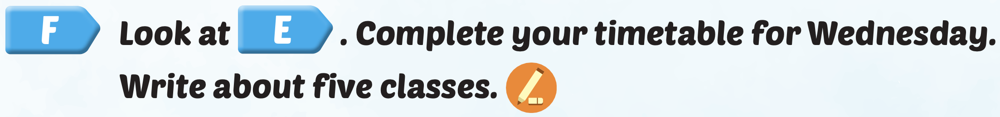 F Look at E . Complete your timetable for Wednesday.
Write about five classes.